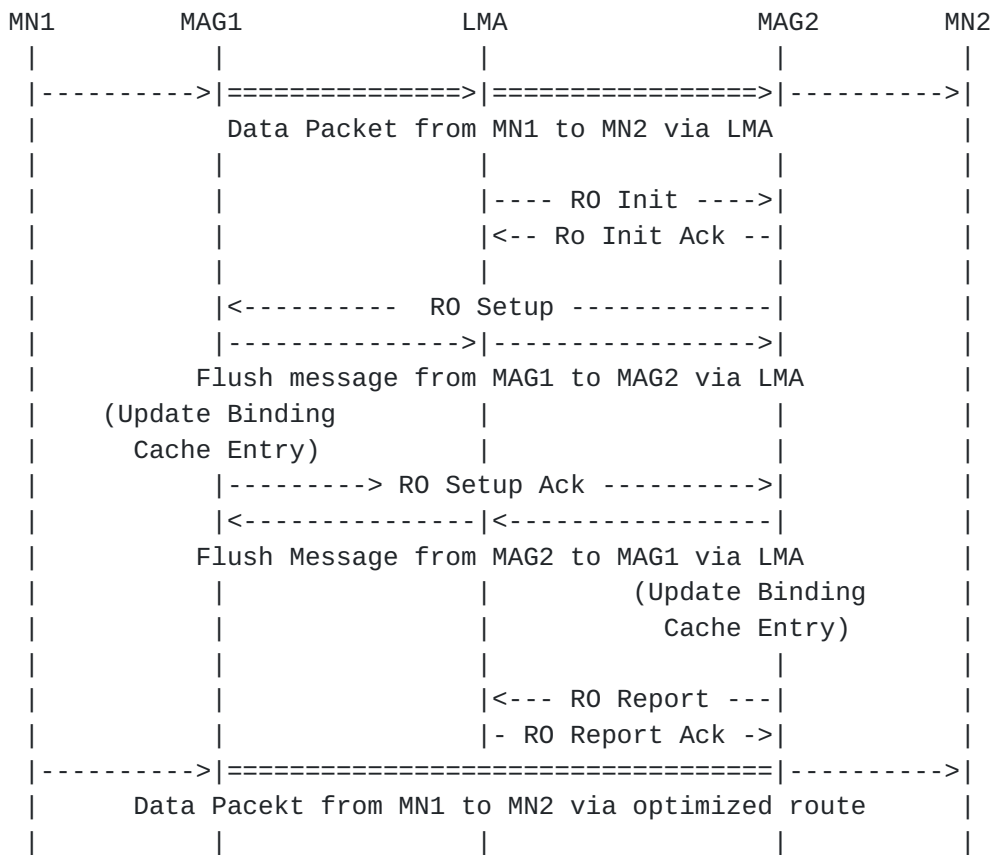 MN1 MAG1 LMA MAG2 MN2
Data Packet from MN1 to MN2 via LMA
RO Init
Ro Init Ack
RO Setup
Flush message from MAG1 to MAG2 via LMA
(Update Binding
Cache Entry)
RO Setup Ack
Flush Message from MAG2 to MAG1 via LMA
(Update Binding
Cache Entry)
RO Report
RO Report Ack
Data Pacekt from MN1 to MN2 via optimized route